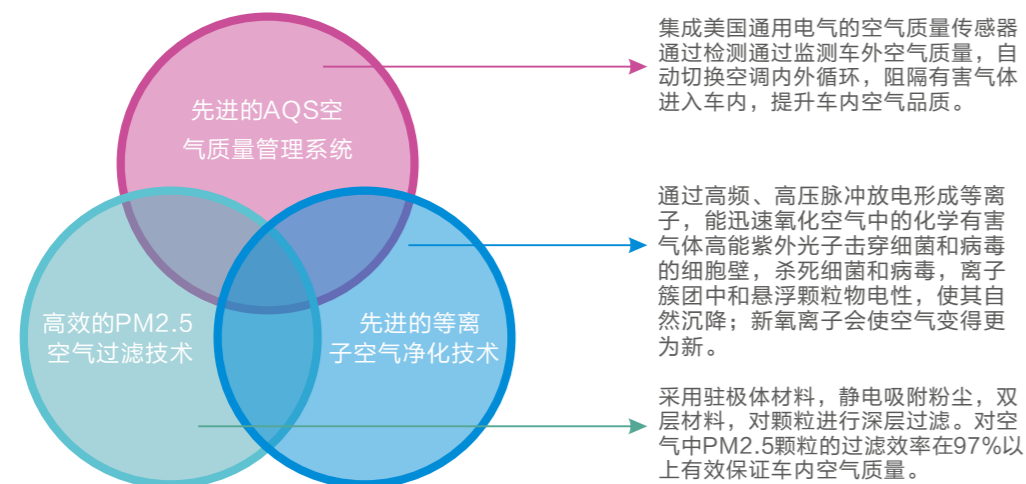 先进的AQS空
气质量管理系统
集成美国通用电气的空气质量传感器
通过检测通过监测车外空气质量，自
动切换空调内外循环，阻隔有害气体
进入车内，提升车内空气品质。
先进的等离
子空气净化技术
通过高频、高压脉冲放电形成等离
子，能迅速氧化空气中的化学有害
气体高能紫外光子击穿细菌和病毒
的细胞壁，杀死细菌和病毒，离子
簇团中和悬浮颗粒物电性，使其自
然沉降；新氧离子会使空气变得更
为新。
高效的PM2.5
空气过滤技术
采用驻极体材料，静电吸附粉尘，双
层材料，对颗粒进行深层过滤。对空
气中PM2.5颗粒的过滤效率在97%以
上有效保证车内空气质量。